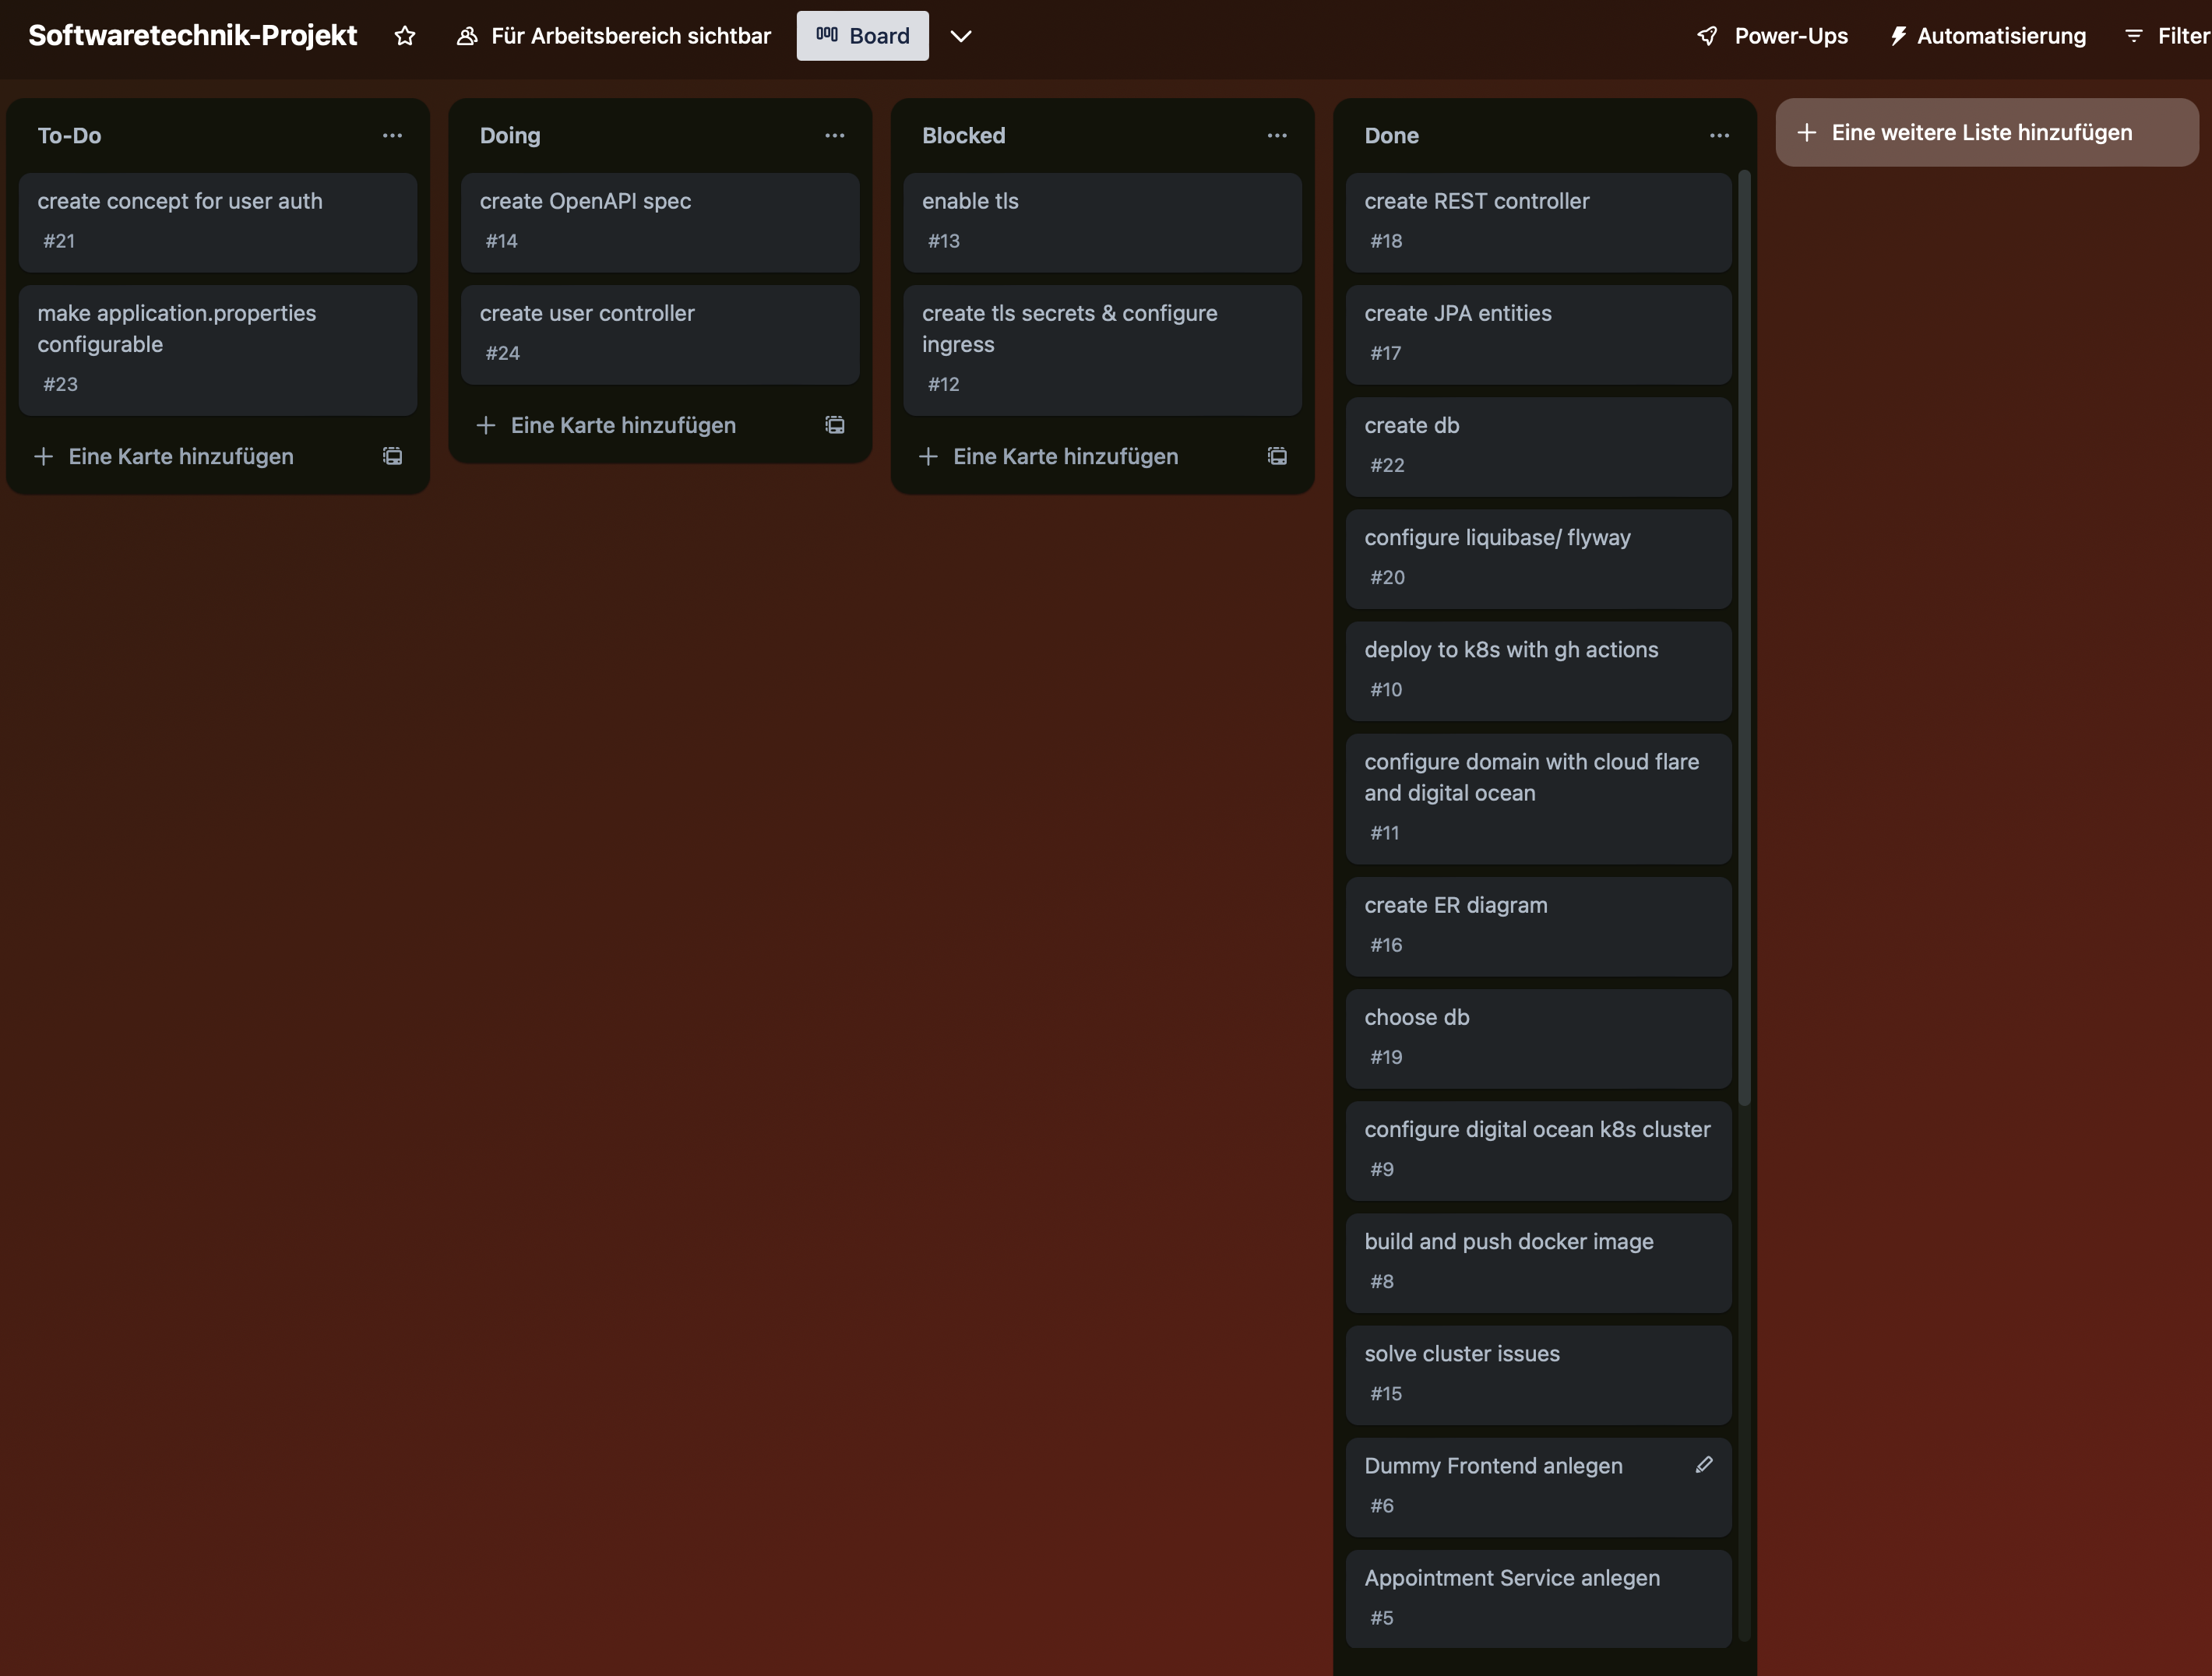 Softwaretechnik-Projekt
Für Arbeitsbereich sichtbar
Board
Power-Ups
Automatisierung
Filter
To-Do
create concept for user auth
#21
make application.properties
configurable
#23
Eine Karte hinzufügen
Doing
create OpenAPI spec
#14
create user controller
#24
Eine Karte hinzufügen
Blocked
enable tls
#13
create tls secrets & configure
ingress
#12
Eine Karte hinzufügen
Done
create REST controller
#18
create JPA entities
#17
create db
#22
configure liquibase/ flyway
#20
deploy to k8s with gh actions
#10
configure domain with cloud flare
and digital ocean
#11
create ER diagram
#16
choose db
#19
configure digital ocean k8s cluster
#9
build and push docker image
#8
solve cluster issues
#15
Dummy Frontend anlegen
#6
Appointment Service anlegen
#5
Eine weitere Liste hinzufügen